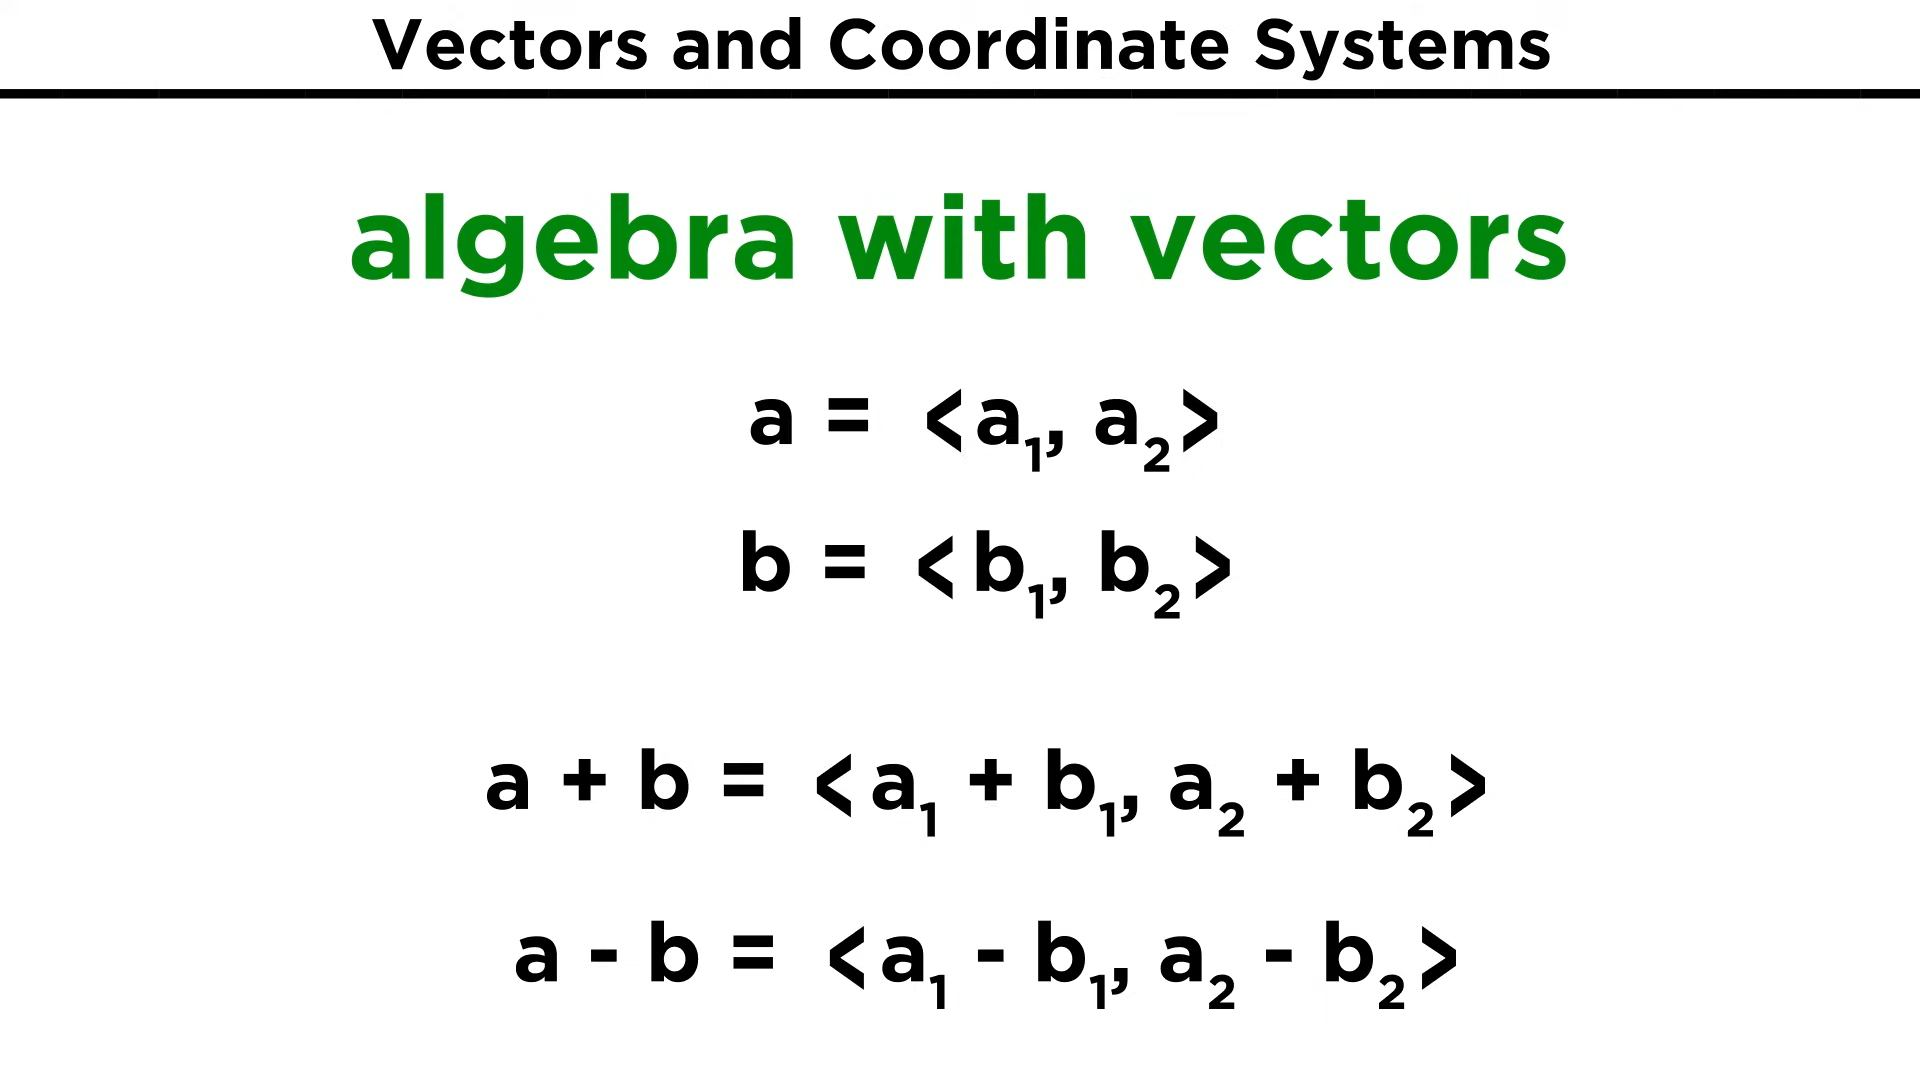 Vectors and Coordinate Systems
algebra with vectors
a = <a₁, a₂>
b = <b₁, b₂>
a + b = <a₁ + b₁, a₂ + b₂>
a - b = <a₁ - b₁, a₂ - b₂>